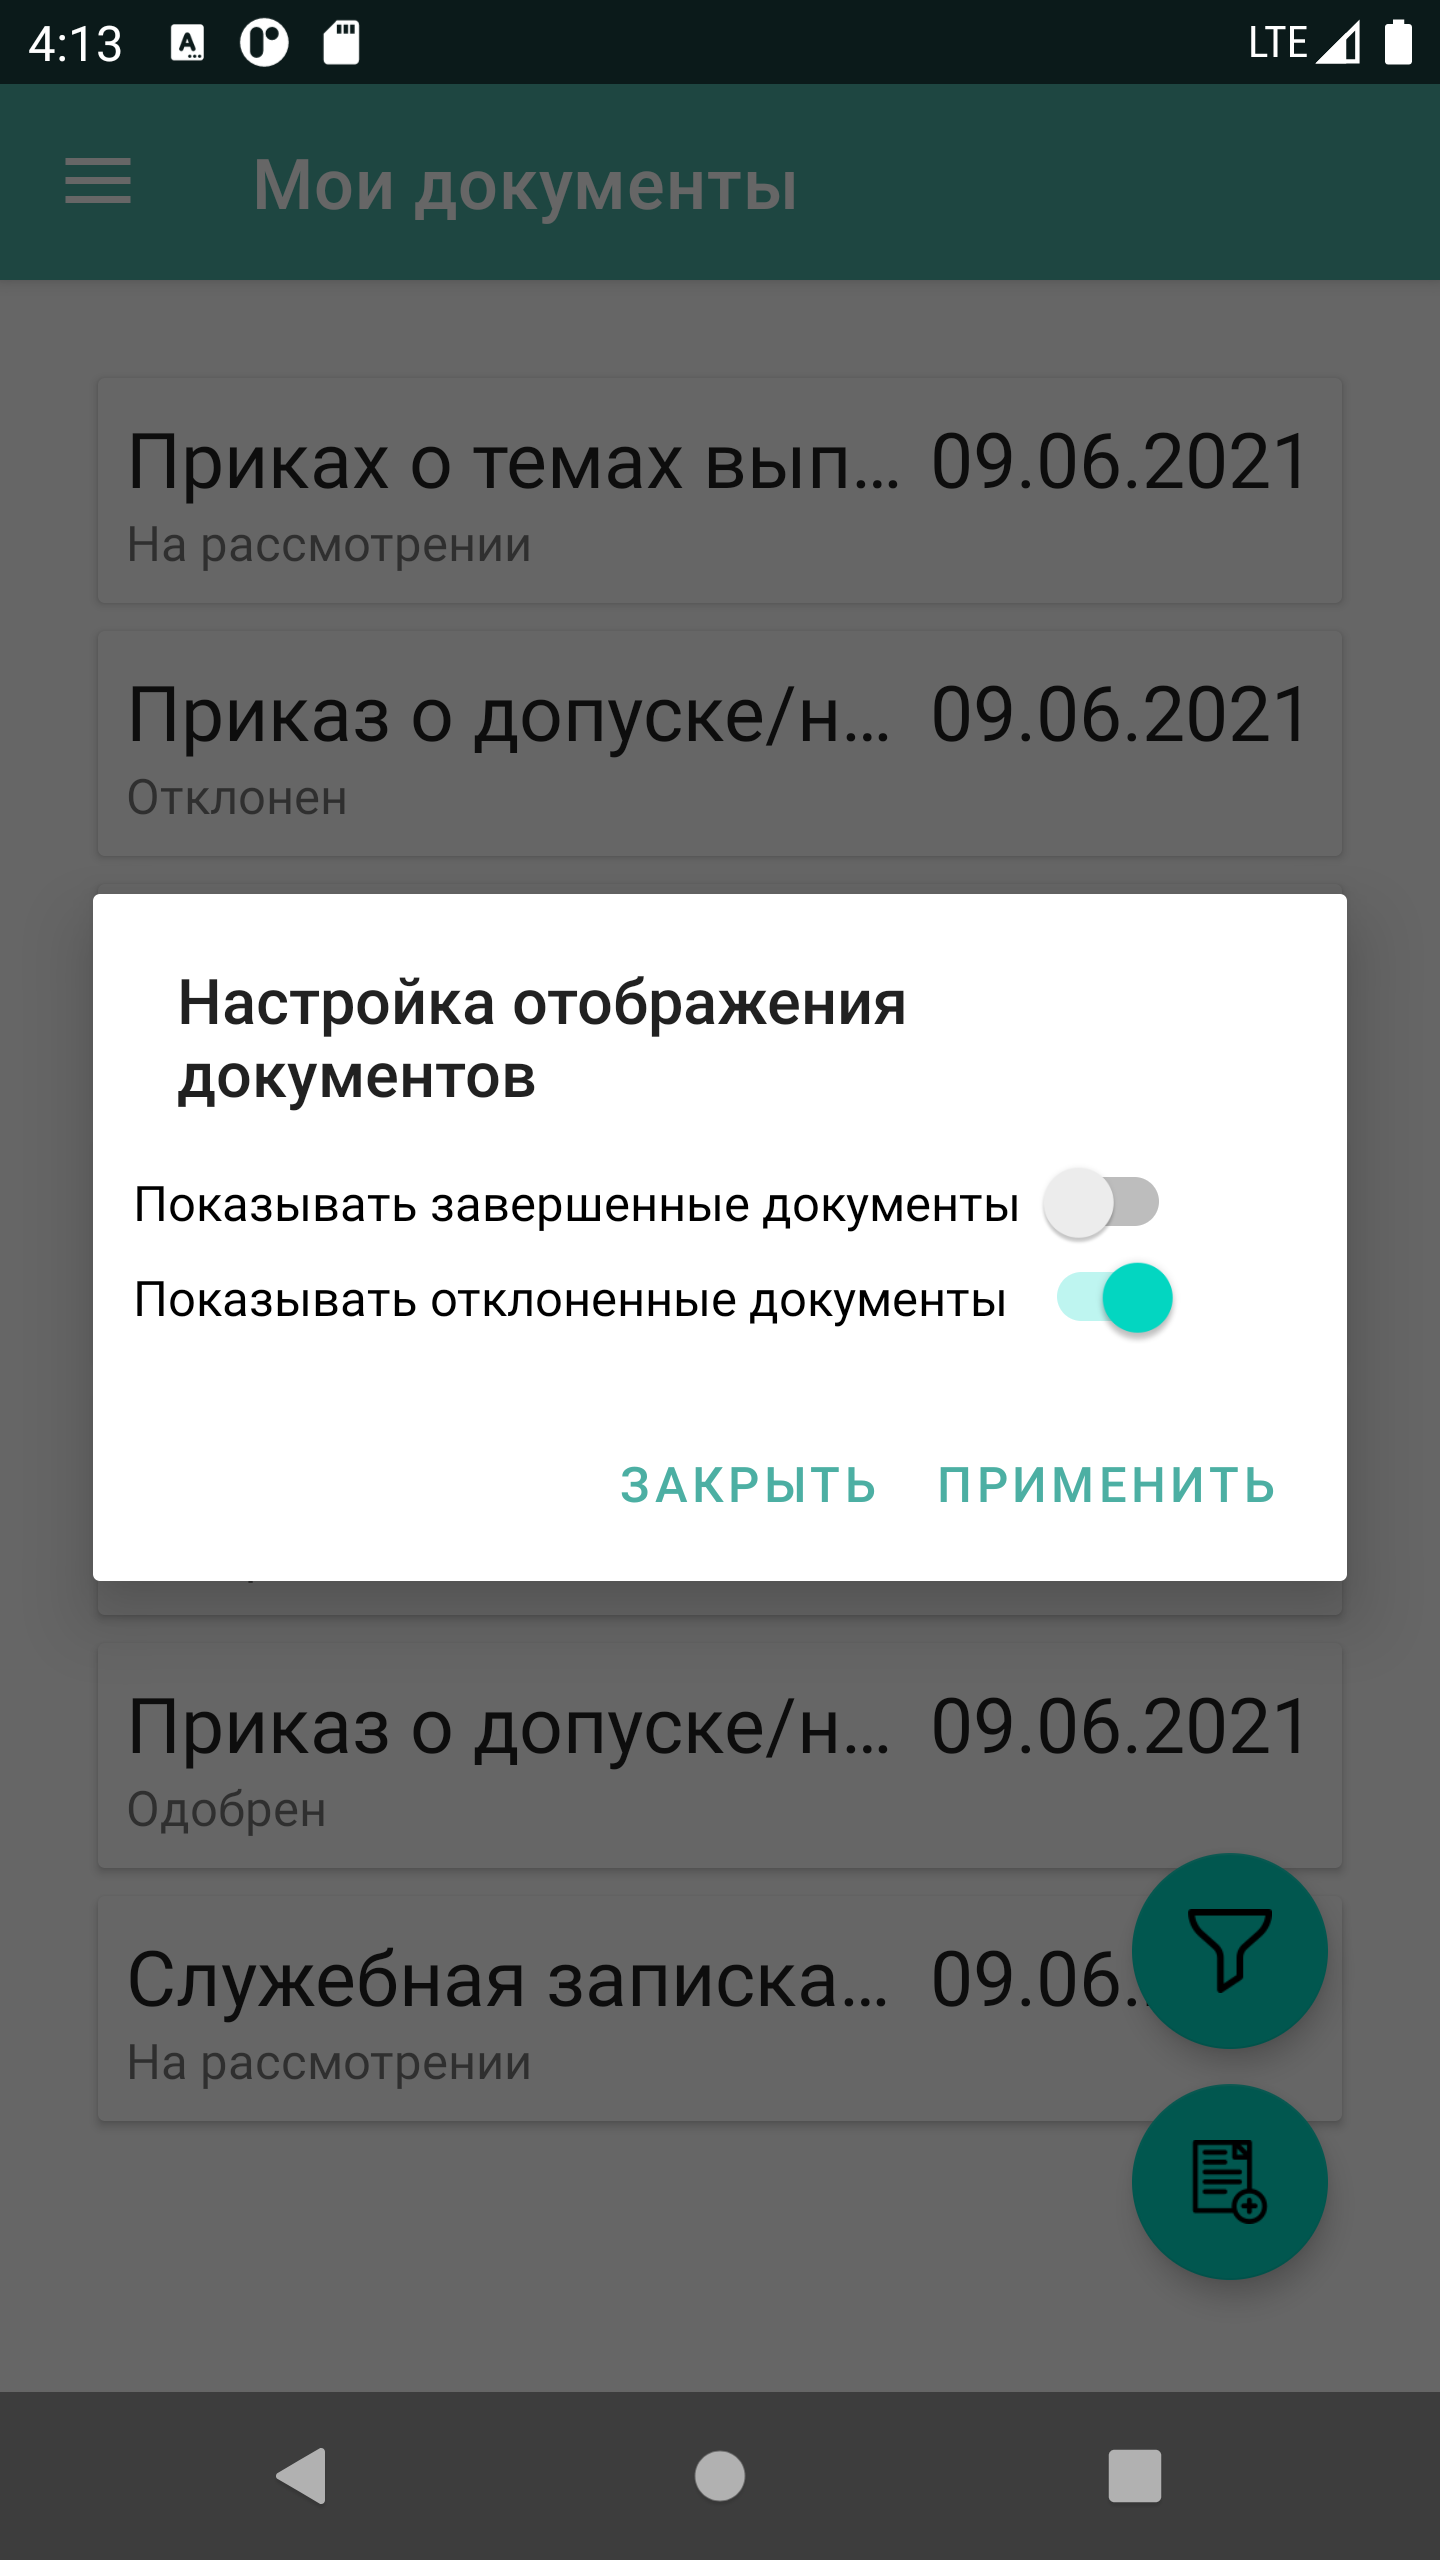 4:13
LTE
Мои документы
Приках о темах вып... 09.06.2021
На рассмотрении
Приказ о допуске/н... 09.06.2021
Отклонен
Настройка отображения
документов
Показывать завершенные документы
Показывать отклоненные документы
ЗАКРЫТЬ ПРИМЕНИТЬ
Приказ о допуске/н... 09.06.2021
Одобрен
Служебная записка... 09.06.
На рассмотрении